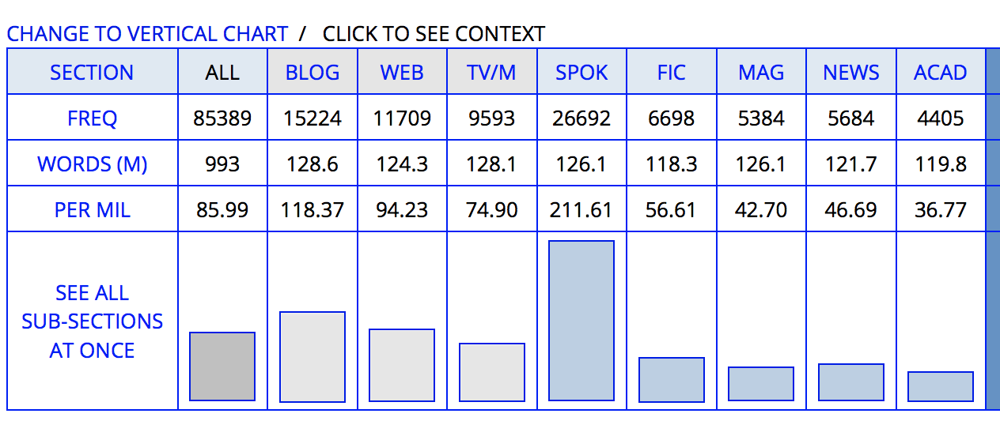 CHANGE TO VERTICAL CHART / CLICK TO SEE CONTEXT
SECTION ALL BLOG WEB TV/M SPOK FIC MAG NEWS ACAD
FREQ 85389 15224 11709 9593 26692 6698 5384 5684 4405
WORDS (M) 993 128.6 124.3 128.1 126.1 118.3 126.1 121.7 119.8
PER MIL 85.99 118.37 94.23 74.90 211.61 56.61 42.70 46.69 36.77
SEE ALL
SUB-SECTIONS
AT ONCE